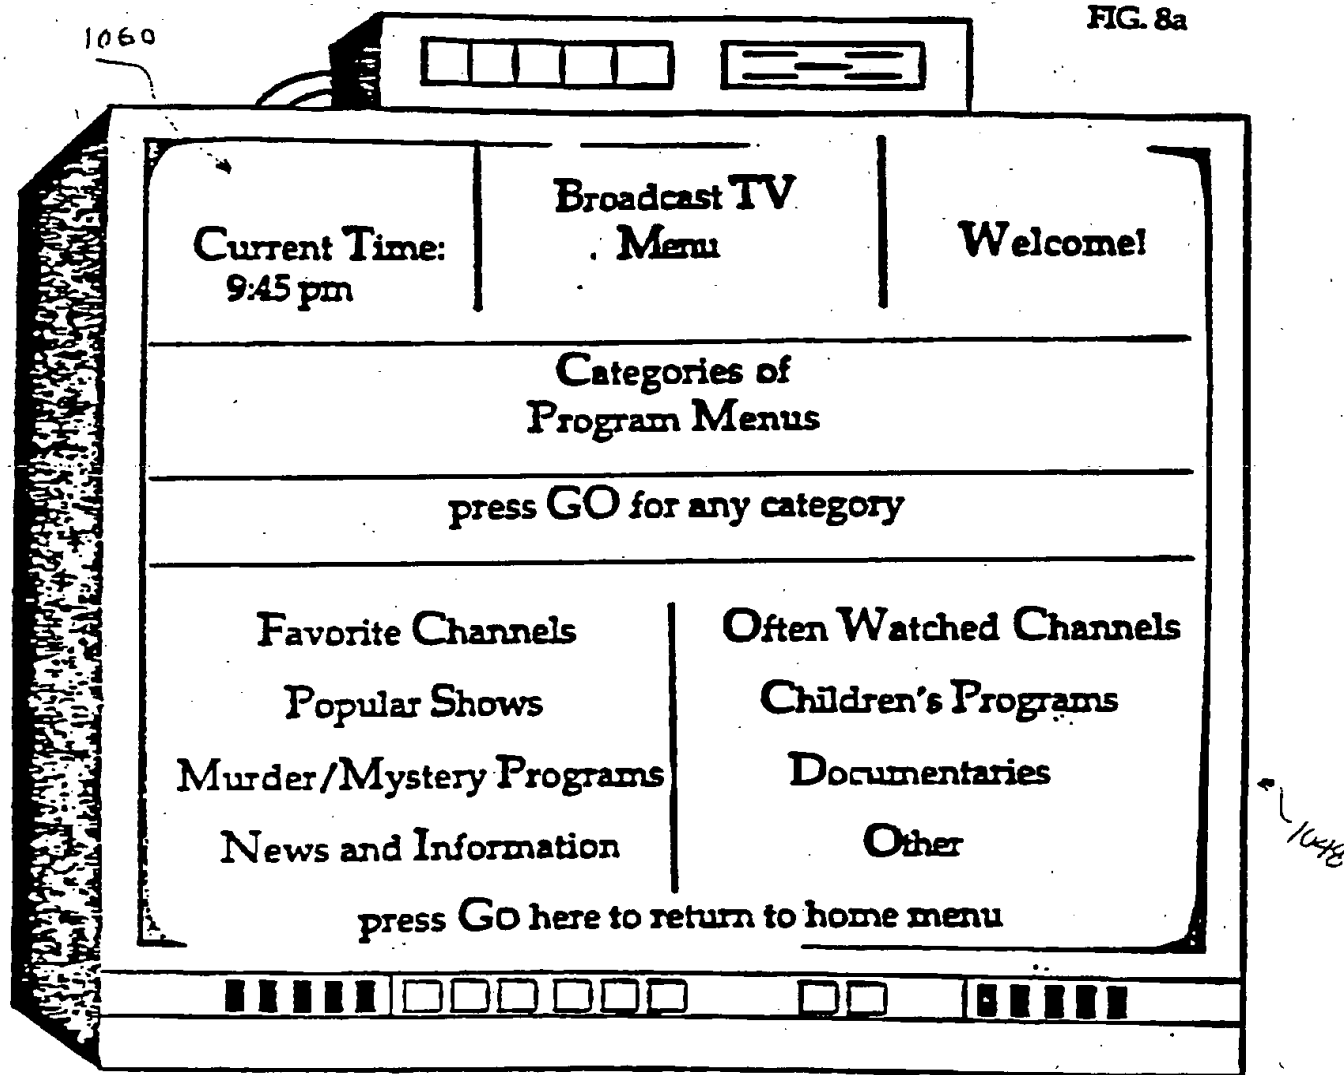 FIG. 8a
1060
Current Time:
9:45 pm
Broadcast TV
Menu
Welcome!
Categories of
Program Menus
press GO for any category
Favorite Channels
Popular Shows
Murder/Mystery Programs
News and Information
Often Watched Channels
Children's Programs
Documentaries
Other
press Go here to return to home menu
1048